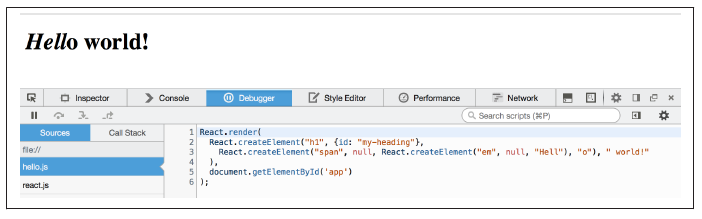 Hello world!
Inspector Console Debugger Style Editor Performance Network
Search scripts (⌘P)
Sources Call Stack
file://
hello.js
react.js
1 React.render(
2 React.createElement("h1", {id: "my-heading"},
3 React.createElement("span", null, React.createElement("em", null, "Hell"), "o"), " world!"
4 ),
5 document.getElementById('app')
6 );